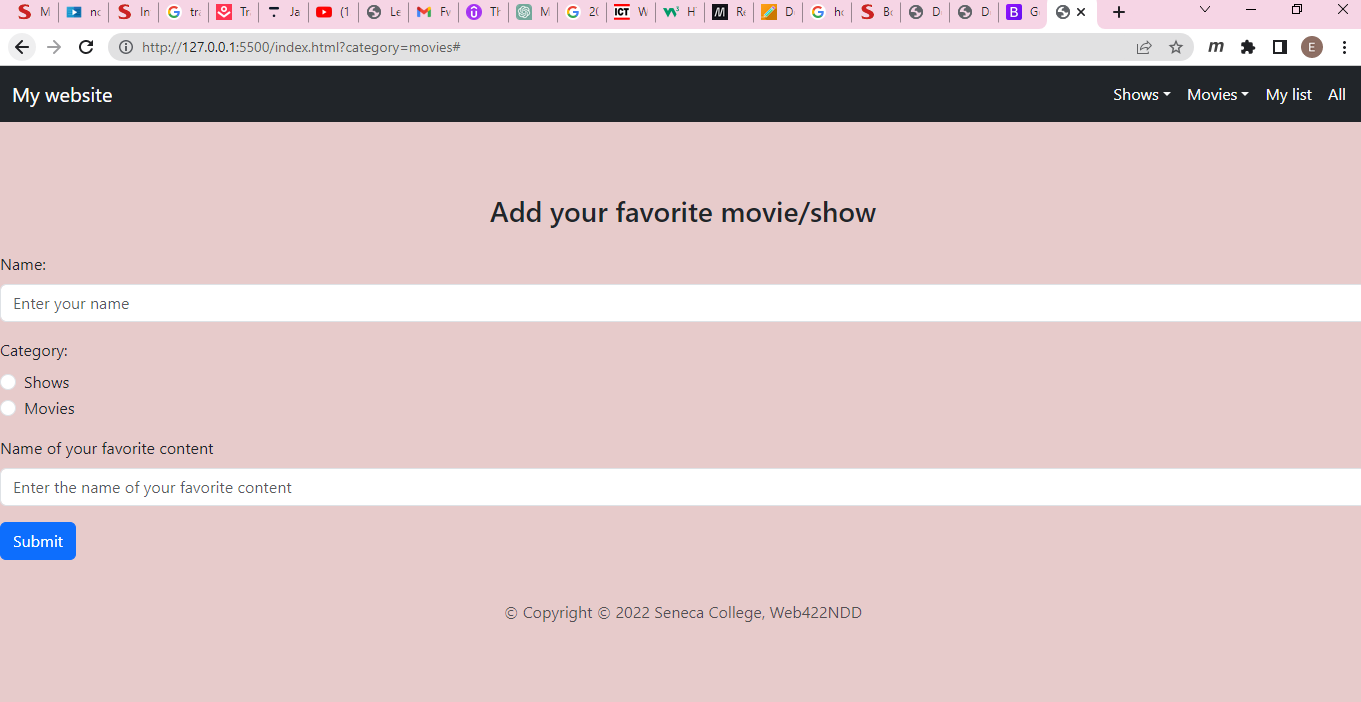 M
no
In
tra
Tr
Ja
(1
Le
M
Th
M
20
W
H
Re
D
ho
Bo
D
D
G
http://127.0.0.1:5500/index.html?category=movies#
m
E
My website
Shows
Movies
My list
All
Add your favorite movie/show
Name:
Enter your name
Category:
Shows
Movies
Name of your favorite content
Enter the name of your favorite content
Submit
© Copyright © 2022 Seneca College, Web422NDD